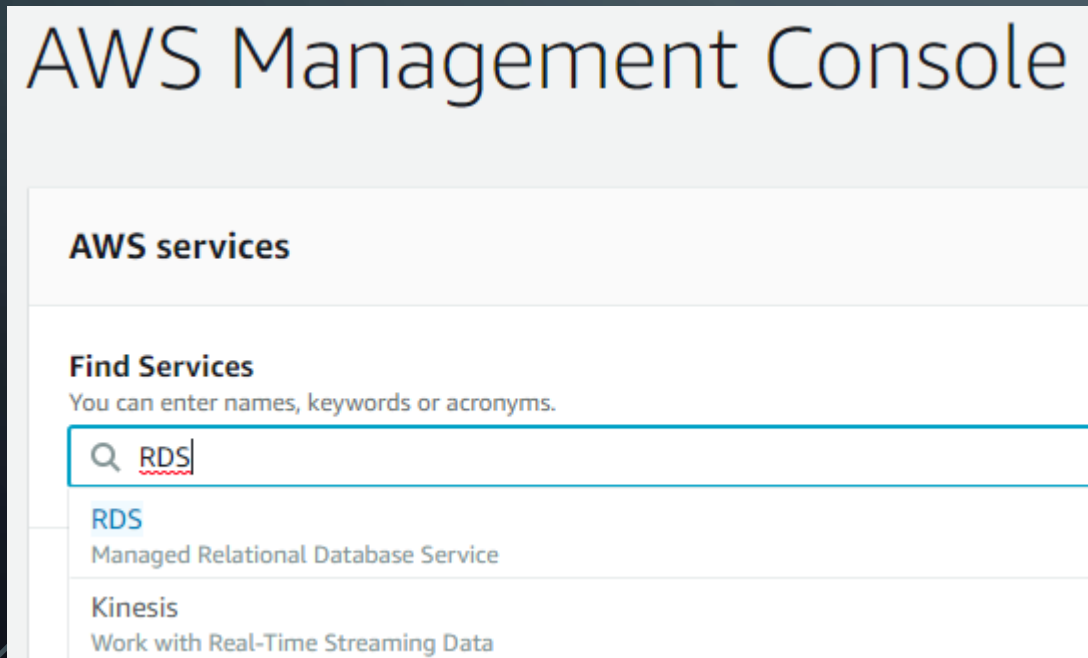 AWS Management Console
AWS services
Find Services
You can enter names, keywords or acronyms.
RDS
RDS
Managed Relational Database Service
Kinesis
Work with Real-Time Streaming Data